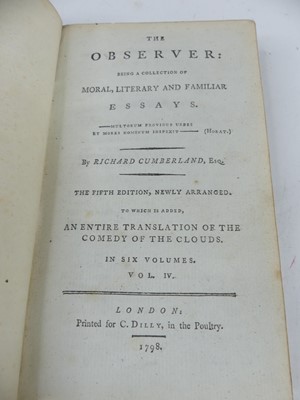 THE
OBSERVER:
BEING A COLLECTION OF
MORAL, LITERARY AND FAMILIAR
ESSAYS.
(HORAT.)
By RICHARD CUMBERLAND, Esq.
THE FIFTH EDITION, NEWLY ARRANGED.
TO WHICH IS ADDED,
AN ENTIRE TRANSLATION OF THE
COMEDY OF THE CLOUDS.
IN SIX VOLUMES.
VOL. IV.
LONDON:
Printed for C. DILLY, in the Poultry.
1798.